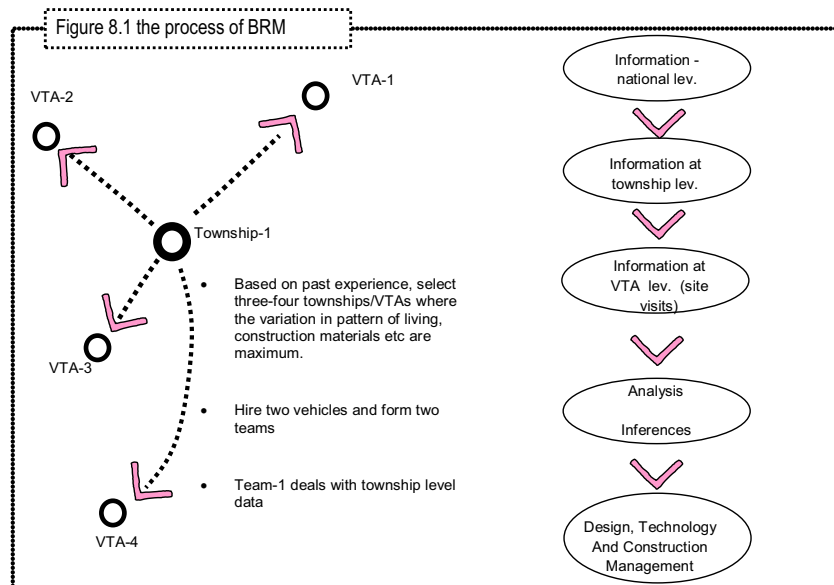 Figure 8.1 the process of BRM
VTA-1
VTA-2
Township-1
VTA-3
VTA-4
• Based on past experience, select
three-four townships/VTAs where
the variation in pattern of living,
construction materials etc are
maximum.
• Hire two vehicles and form two
teams
• Team-1 deals with township level
data
Information -
national lev.
Information at
township lev.
Information at
VTA lev. (site
visits)
Analysis
Inferences
Design, Technology
And Construction
Management